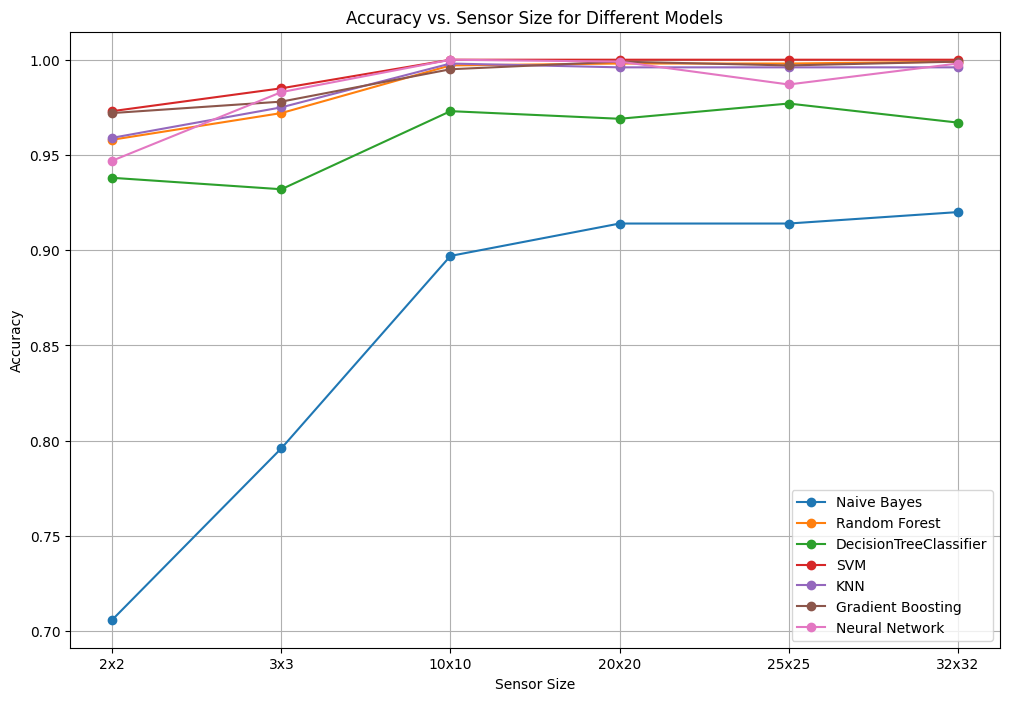 Accuracy vs. Sensor Size for Different Models
1.00
0.95
0.90
0.85
0.80
0.75
0.70
Accuracy
2x2
3x3
10x10
20x20
25x25
32x32
Sensor Size
Naive Bayes
Random Forest
DecisionTreeClassifier
SVM
KNN
Gradient Boosting
Neural Network